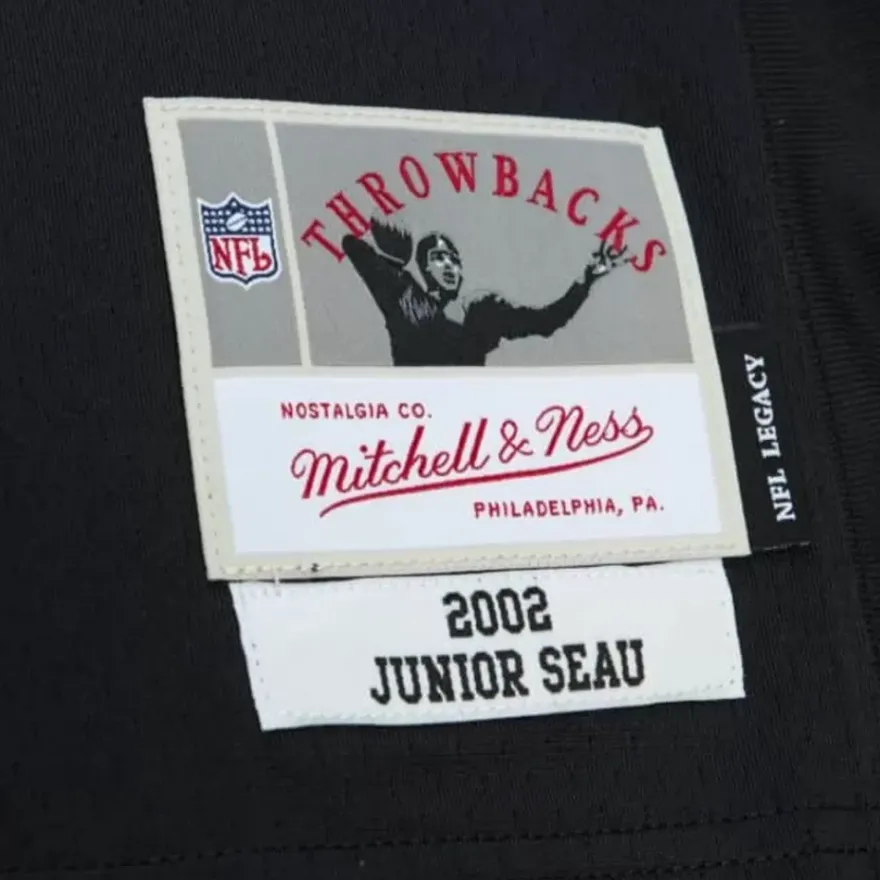 THROWBACKS
NFL
NOSTALGIA CO.
Mitchell & Ness
PHILADELPHIA, PA.
NFL LEGACY
2002
JUNIOR SEAU